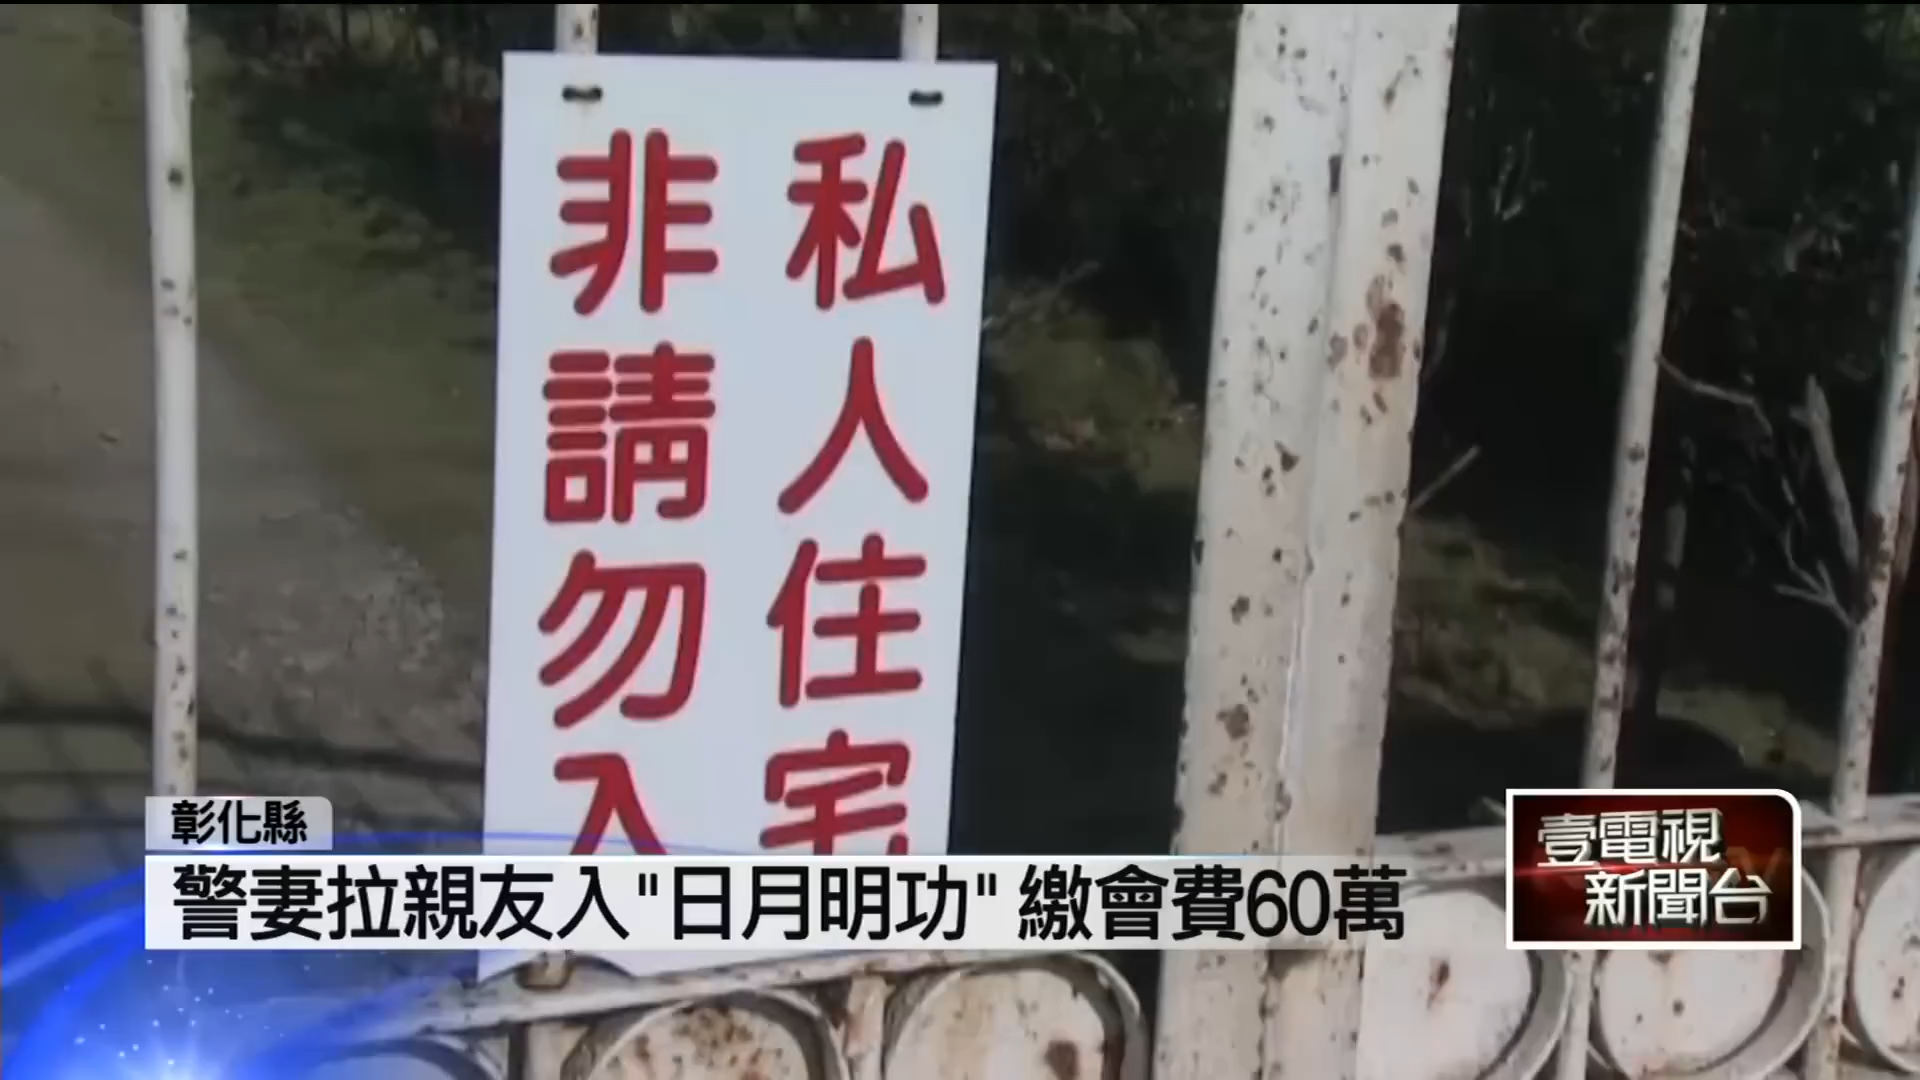 私人住宅
非請勿入
彰化縣
警妻拉親友入"日月明功" 繳會費60萬
壹電視
新聞台